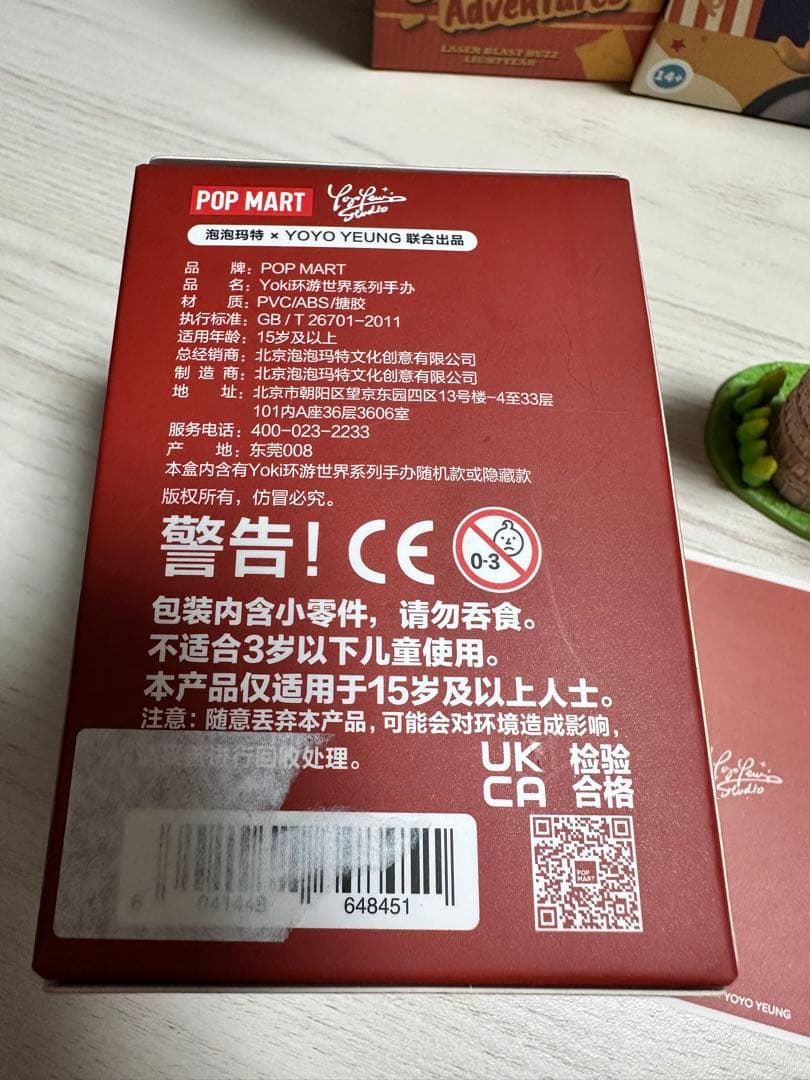 Adventures
LASER BLAST BUZZ
LIGHTYEAR
14+
POP MART YoyoYeung Studio
泡泡玛特 × YOYO YEUNG 联合出品
品 牌：POP MART
品 名：Yoki环游世界系列手办
材 质：PVC/ABS/搪胶
执行标准：GB / T 26701-2011
适用年龄：15岁及以上
总经销商：北京泡泡玛特文化创意有限公司
制 造 商：北京泡泡玛特文化创意有限公司
地 址：北京市朝阳区望京东园四区13号楼-4至33层
101内A座36层3606室
服务电话：400-023-2233
产 地：东莞008
本盒内含有Yoki环游世界系列手办随机款或隐藏款
版权所有，仿冒必究。
警告！CE
0-3
包装内含小零件，请勿吞食。
不适合3岁以下儿童使用。
本产品仅适用于15岁及以上人士。
注意：随意丢弃本产品，可能会对环境造成影响，
进行回收处理。
UK
CA
检验
合格
6 941448 648451
POP
MART
YoyoYeung
Studio
YOYO YEUNG